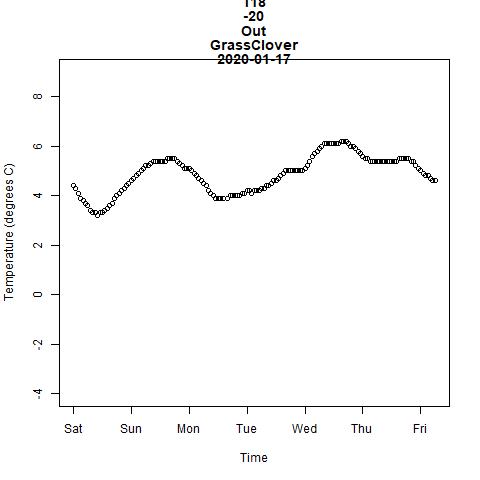 118
-20
Out
GrassClover
2020-01-17
8
6
4
2
0
-2
-4
Temperature (degrees C)
Sat Sun Mon Tue Wed Thu Fri
Time